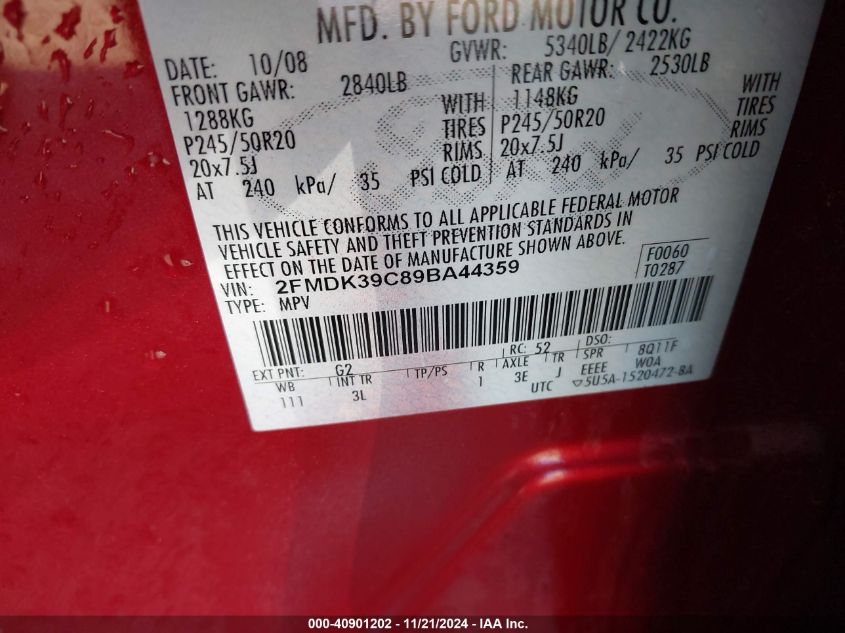 MFD. BY FORD MOTOR CO.
DATE: 10/08 GVWR: 5340LB/ 2422KG
FRONT GAWR: 2840LB REAR GAWR: 2530LB
1288KG WITH 1148KG WITH
P245/50R20 TIRES P245/50R20 TIRES
20x7.5J RIMS 20x7.5J RIMS
AT 240 kPa/ 35 PSI COLD AT 240 kPa/ 35 PSI COLD
THIS VEHICLE CONFORMS TO ALL APPLICABLE FEDERAL MOTOR
VEHICLE SAFETY AND THEFT PREVENTION STANDARDS IN
EFFECT ON THE DATE OF MANUFACTURE SHOWN ABOVE.
VIN: 2FMDK39C89BA44359 F0060
TYPE: MPV T0287
EXT PNT: G2 RC: 52 DSO: 8Q11F
WB INT TR TP/PS R AXLE TR SPR WOA
111 3L 1 3E J EEEE
UTC 5U5A-1520472-BA
000-40901202 - 11/21/2024 - IAA Inc.